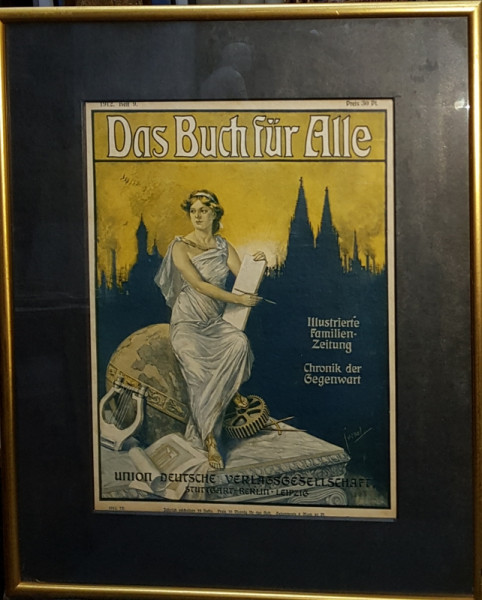 1912. Heft 9.
Preis 30 Pf.
Das Buch für Alle
Illustrierte
Familien-
Zeitung
Chronik der
Gegenwart
UNION DEUTSCHE VERLAGSGESELLSCHAFT
STUTTGART·BERLIN·LEIPZIG